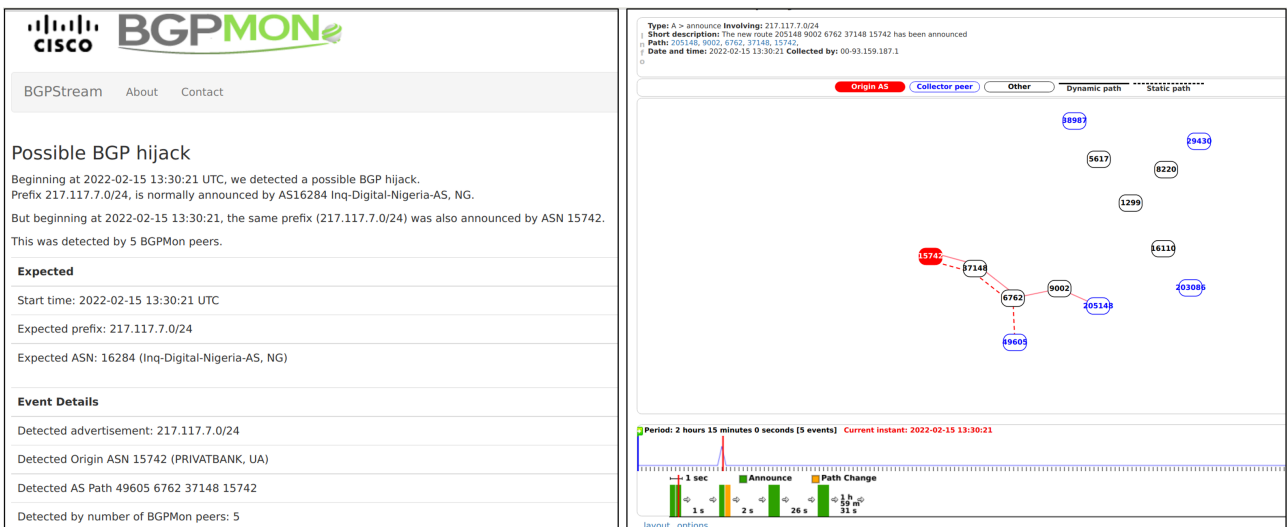 CISCO
BGPMON
BGPStream About Contact
Possible BGP hijack
Beginning at 2022-02-15 13:30:21 UTC, we detected a possible BGP hijack.
Prefix 217.117.7.0/24, is normally announced by AS16284 Inq-Digital-Nigeria-AS, NG.
But beginning at 2022-02-15 13:30:21, the same prefix (217.117.7.0/24) was also announced by ASN 15742.
This was detected by 5 BGPMon peers.
Expected
Start time: 2022-02-15 13:30:21 UTC
Expected prefix: 217.117.7.0/24
Expected ASN: 16284 (Inq-Digital-Nigeria-AS, NG)
Event Details
Detected advertisement: 217.117.7.0/24
Detected Origin ASN 15742 (PRIVATBANK, UA)
Detected AS Path 49605 6762 37148 15742
Detected by number of BGPMon peers: 5
Info
Type: A > announce Involving: 217.117.7.0/24
Short description: The new route 205148 9002 6762 37148 15742 has been announced
Path: 205148, 9002, 6762, 37148, 15742,
Date and time: 2022-02-15 13:30:21 Collected by: 00-93.159.187.1
Origin AS Collector peer Other Dynamic path Static path
38987
29430
5617
8220
1299
16110
15742
37148
9002
203086
6762
205148
49605
Period: 2 hours 15 minutes 0 seconds [5 events] Current instant: 2022-02-15 13:30:21
1 sec Announce Path Change
1 s 2 s 26 s 1 h 59 m 31 s
layout options